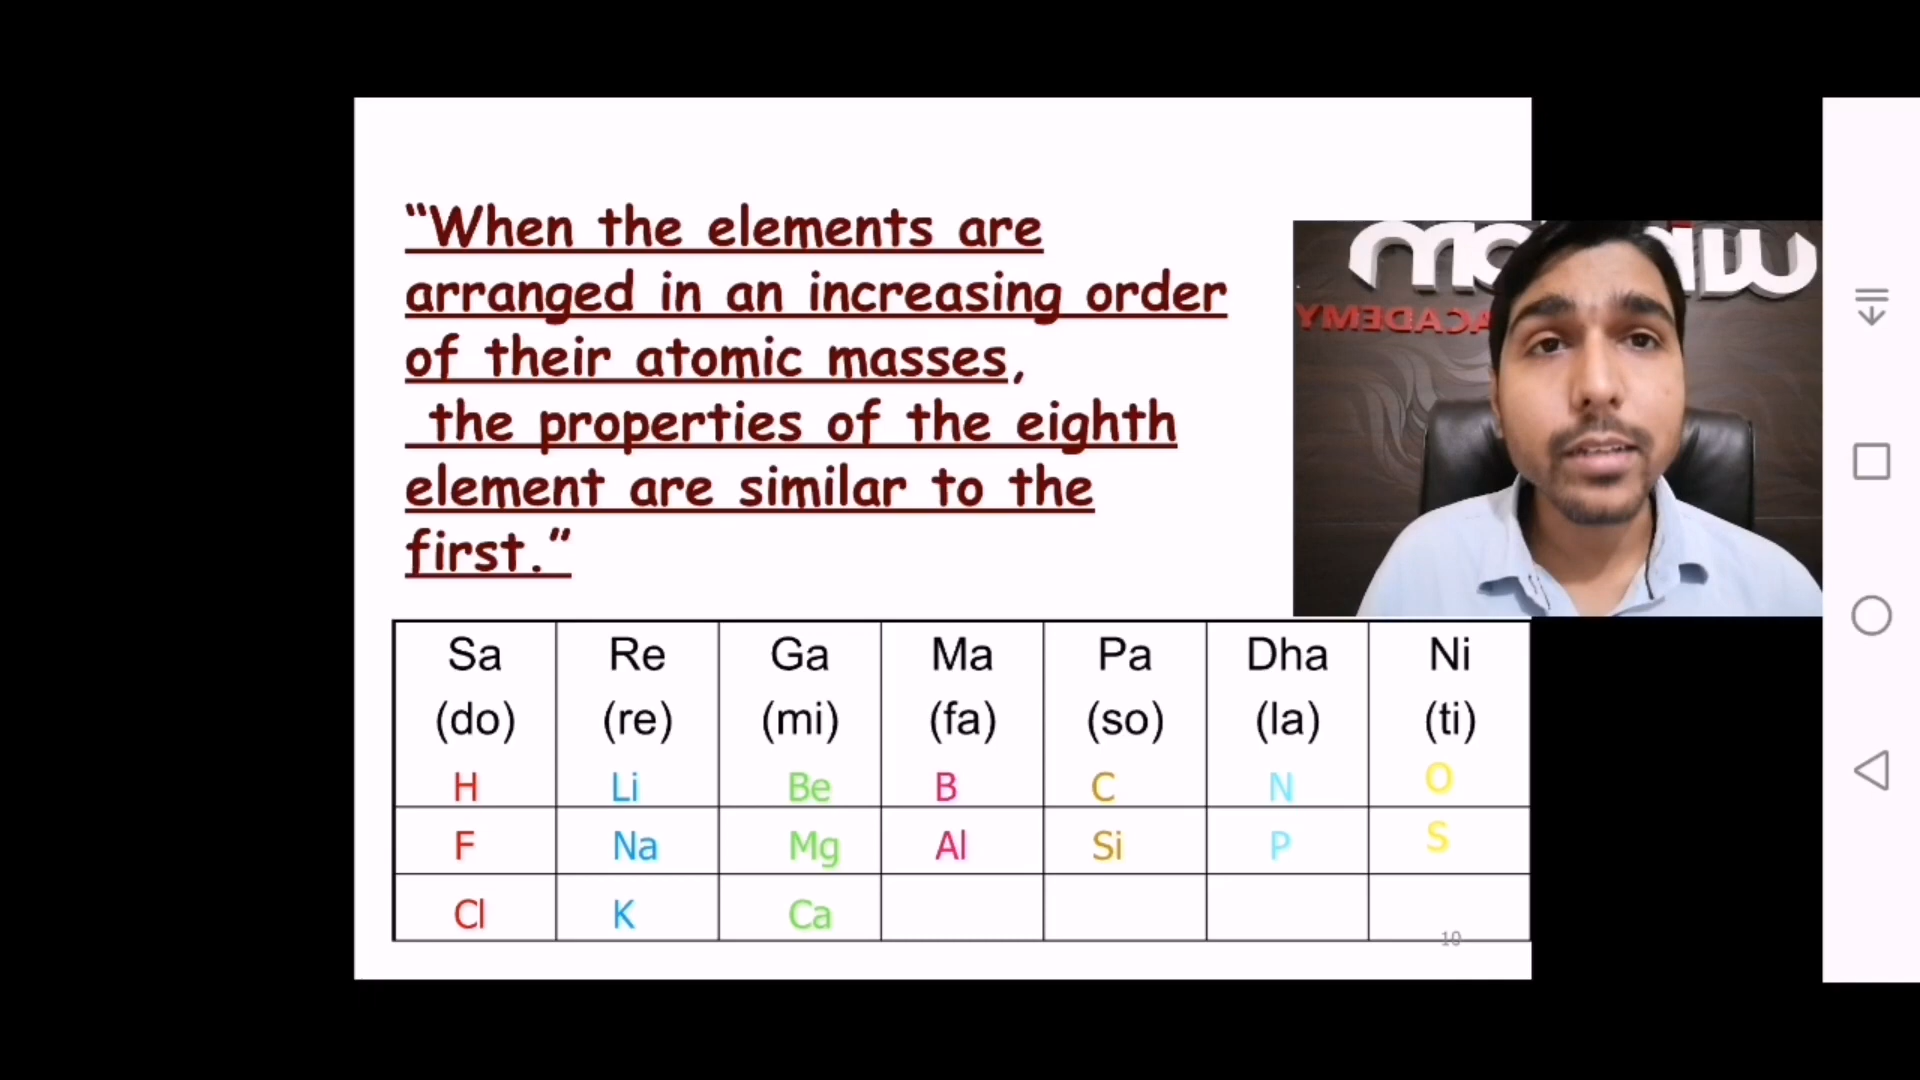 “When the elements are
arranged in an increasing order
of their atomic masses,
the properties of the eighth
element are similar to the
first.”
ACADEMY
Sa Re Ga Ma Pa Dha Ni
(do) (re) (mi) (fa) (so) (la) (ti)
H Li Be B C N O
F Na Mg Al Si P S
Cl K Ca
10